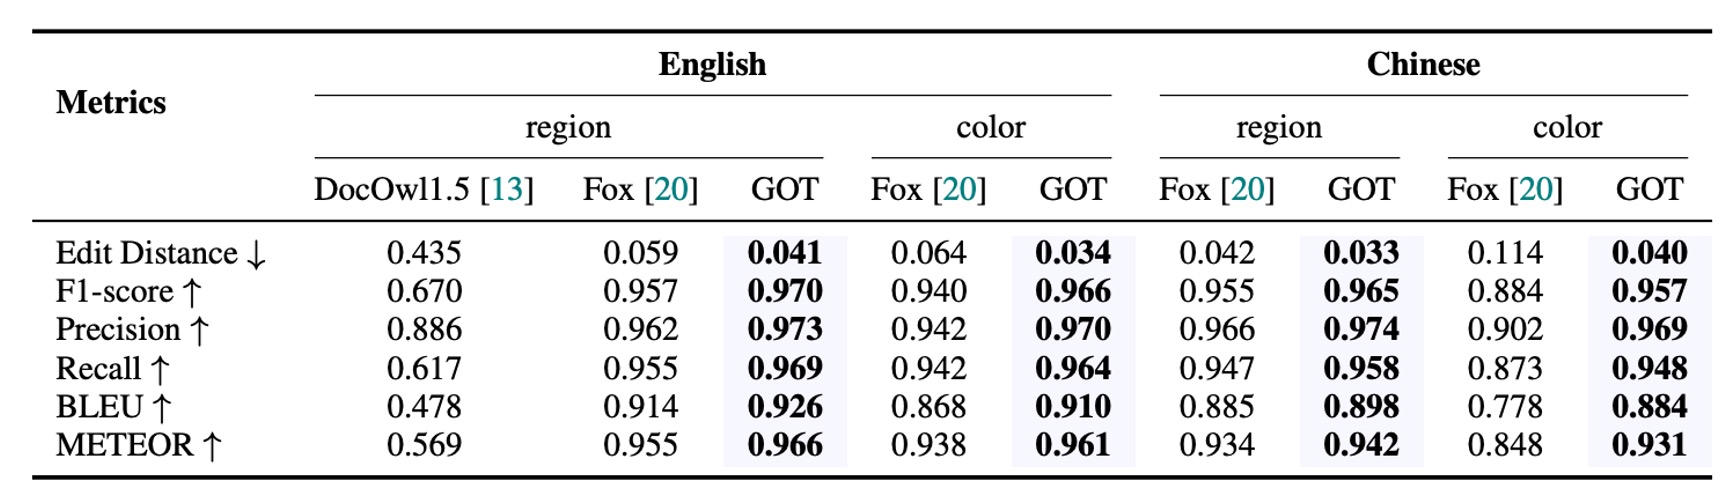 English Chinese
Metrics
region color region color
DocOwl1.5 [13] Fox [20] GOT Fox [20] GOT Fox [20] GOT Fox [20] GOT
Edit Distance ↓ 0.435 0.059 0.041 0.064 0.034 0.042 0.033 0.114 0.040
F1-score ↑ 0.670 0.957 0.970 0.940 0.966 0.955 0.965 0.884 0.957
Precision ↑ 0.886 0.962 0.973 0.942 0.970 0.966 0.974 0.902 0.969
Recall ↑ 0.617 0.955 0.969 0.942 0.964 0.947 0.958 0.873 0.948
BLEU ↑ 0.478 0.914 0.926 0.868 0.910 0.885 0.898 0.778 0.884
METEOR ↑ 0.569 0.955 0.966 0.938 0.961 0.934 0.942 0.848 0.931